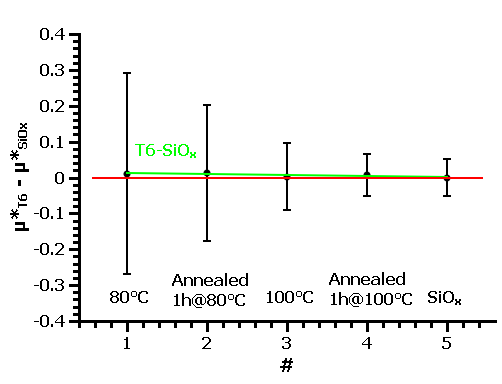 0.4
0.3
0.2
0.1
0
-0.1
-0.2
-0.3
-0.4
μ*T6 - μ*SiOx
T6-SiOx
80°C
Annealed
1h@80°C
100°C
Annealed
1h@100°C
SiOx
1 2 3 4 5
#